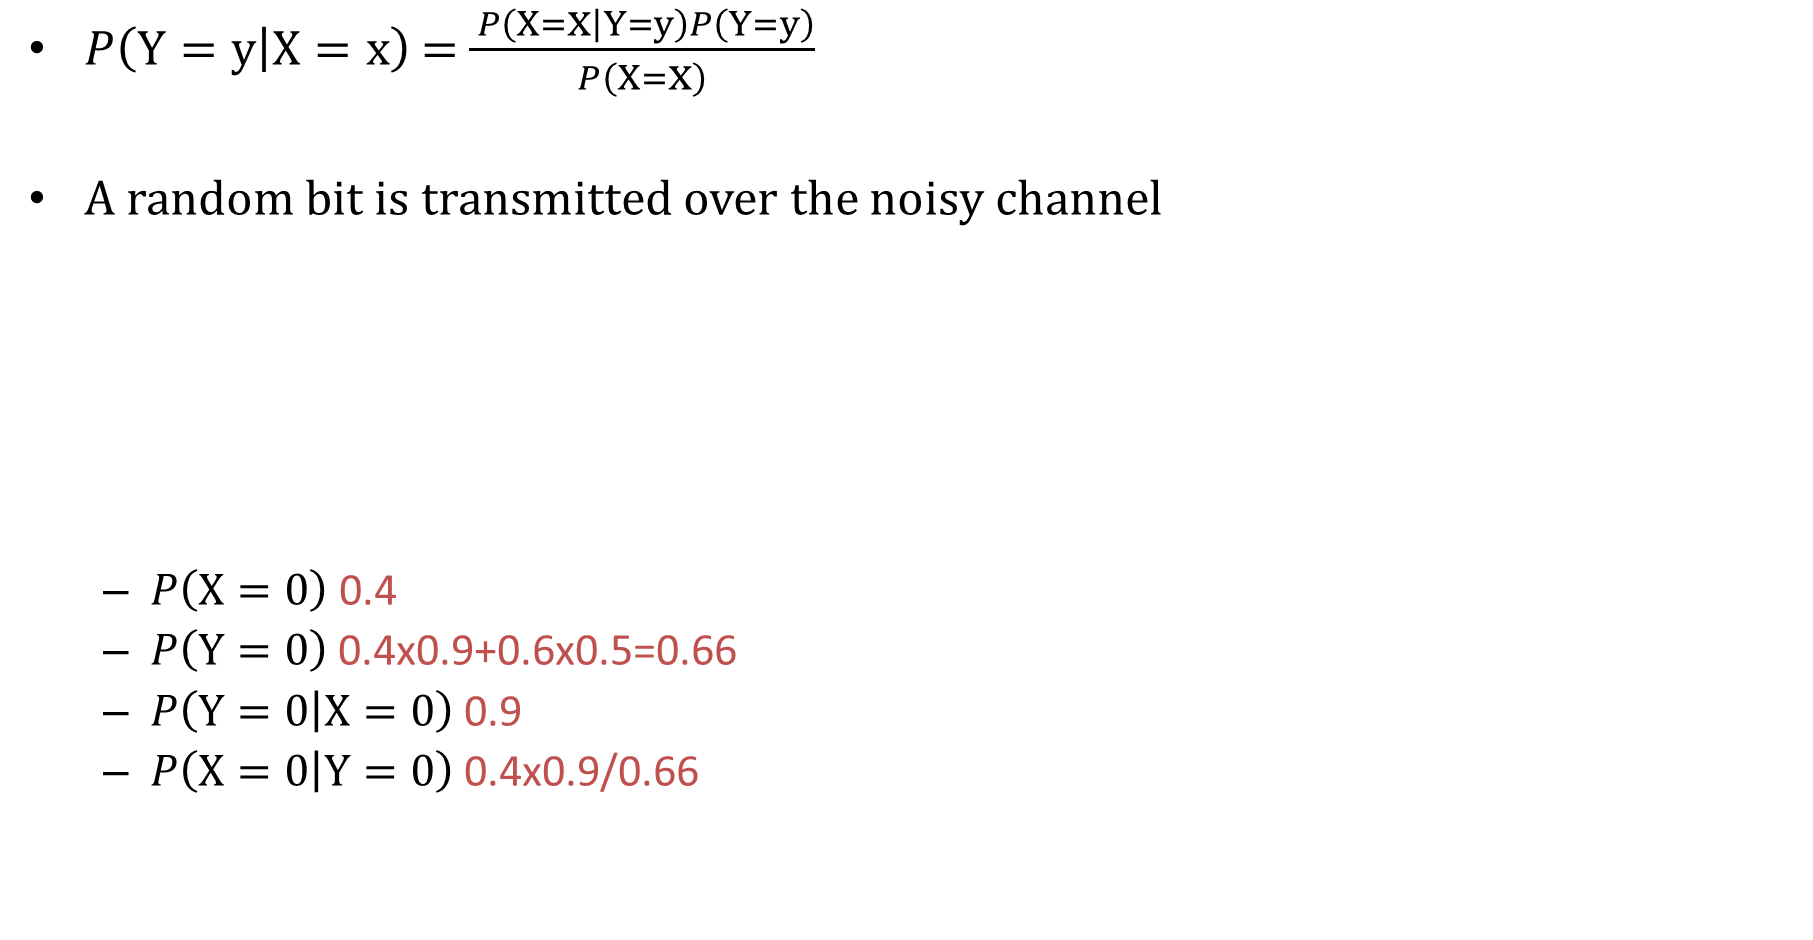 • P(Y = y|X = x) = P(X=x|Y=y)P(Y=y) / P(X=x)
• A random bit is transmitted over the noisy channel
– P(X = 0) 0.4
– P(Y = 0) 0.4x0.9+0.6x0.5=0.66
– P(Y = 0|X = 0) 0.9
– P(X = 0|Y = 0) 0.4x0.9/0.66